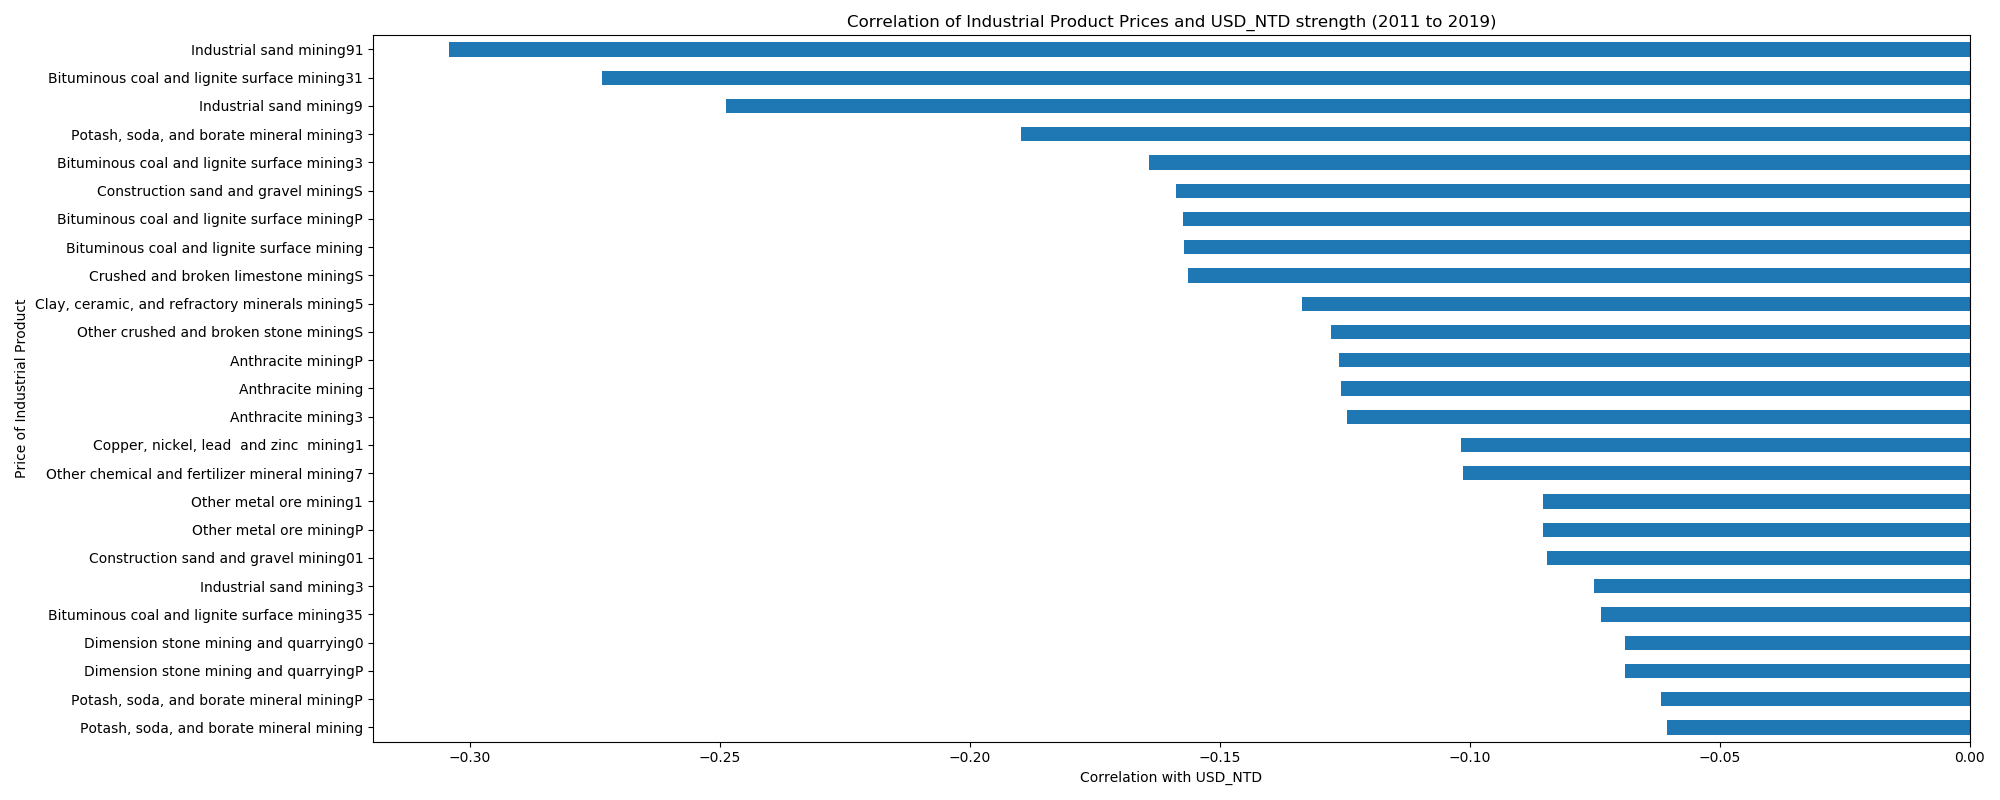 Correlation of Industrial Product Prices and USD_NTD strength (2011 to 2019)
Price of Industrial Product
Industrial sand mining91
Bituminous coal and lignite surface mining31
Industrial sand mining9
Potash, soda, and borate mineral mining3
Bituminous coal and lignite surface mining3
Construction sand and gravel miningS
Bituminous coal and lignite surface miningP
Bituminous coal and lignite surface mining
Crushed and broken limestone miningS
Clay, ceramic, and refractory minerals mining5
Other crushed and broken stone miningS
Anthracite miningP
Anthracite mining
Anthracite mining3
Copper, nickel, lead  and zinc  mining1
Other chemical and fertilizer mineral mining7
Other metal ore mining1
Other metal ore miningP
Construction sand and gravel mining01
Industrial sand mining3
Bituminous coal and lignite surface mining35
Dimension stone mining and quarrying0
Dimension stone mining and quarryingP
Potash, soda, and borate mineral miningP
Potash, soda, and borate mineral mining
−0.30 −0.25 −0.20 −0.15 −0.10 −0.05 0.00
Correlation with USD_NTD